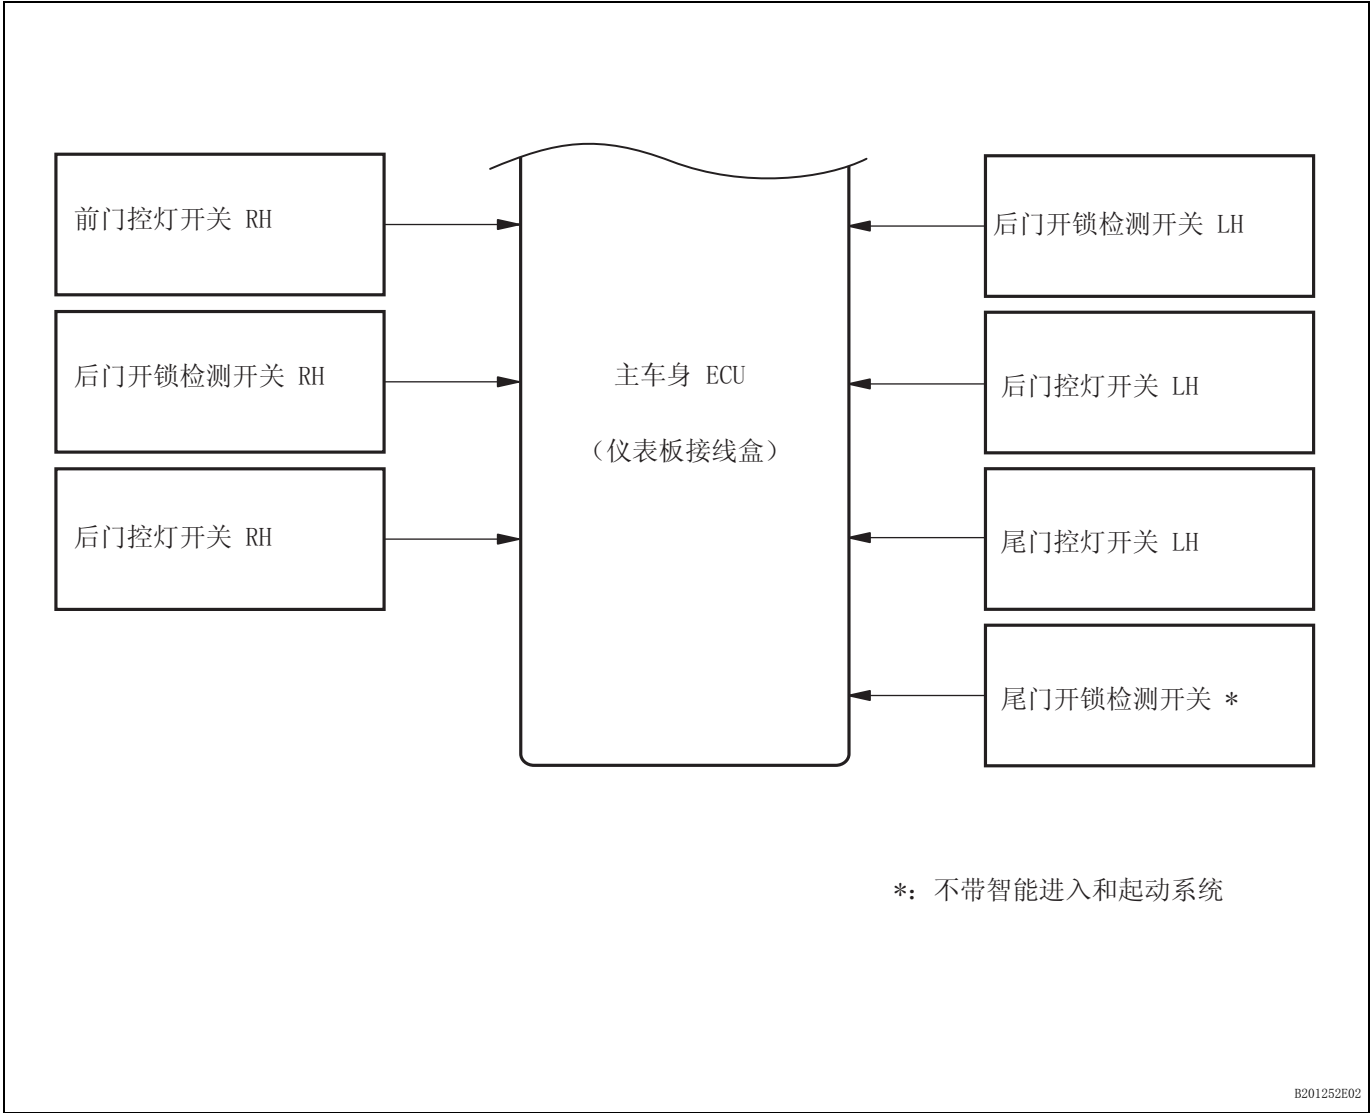 前门控灯开关 RH
后门开锁检测开关 RH
后门控灯开关 RH
主车身 ECU
（仪表板接线盒）
后门开锁检测开关 LH
后门控灯开关 LH
尾门控灯开关 LH
尾门开锁检测开关 *
*: 不带智能进入和起动系统
B201252E02